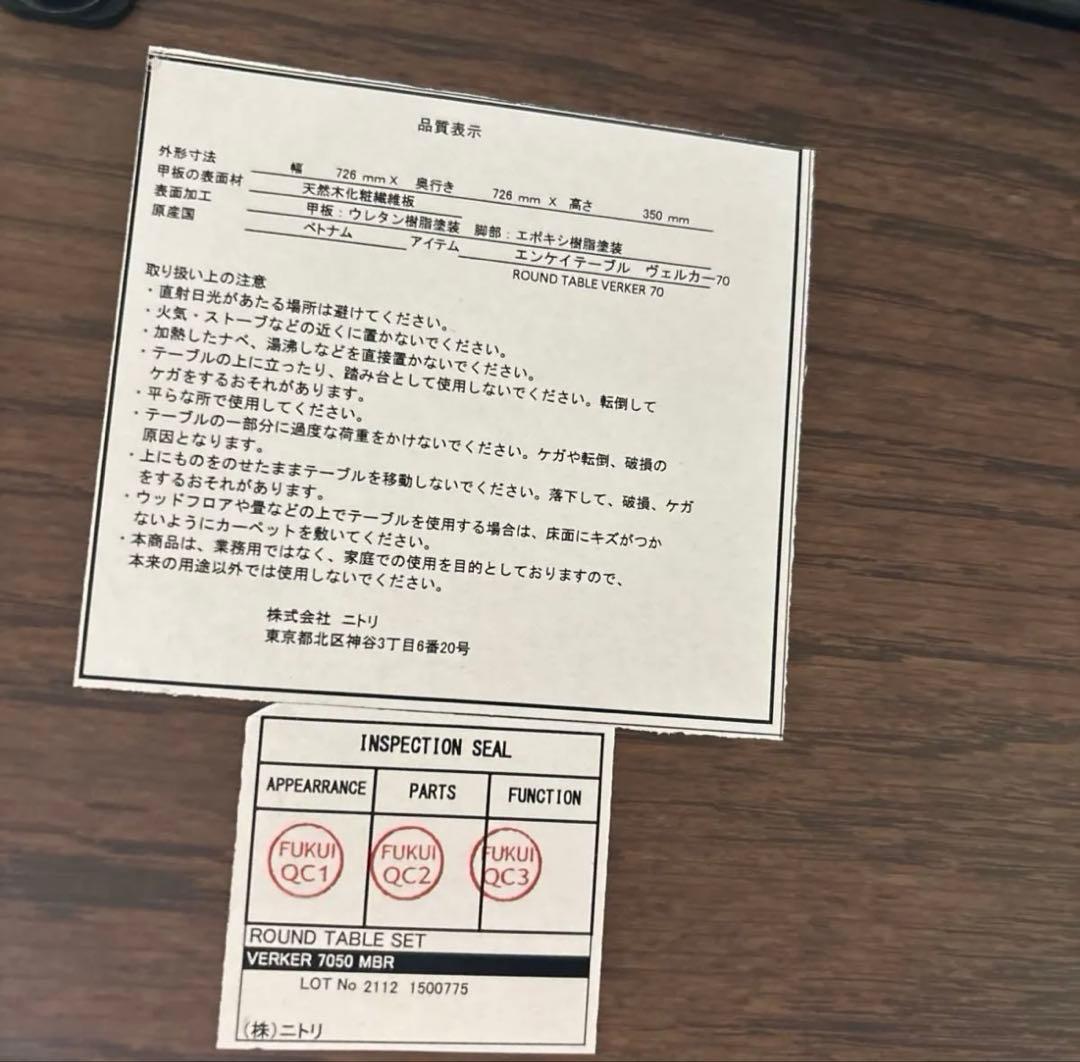 品質表示
外形寸法 幅 726 mm X 奥行き 726 mm X 高さ 350 mm
甲板の表面材 天然木化粧繊維板
表面加工 甲板：ウレタン樹脂塗装 脚部：エポキシ樹脂塗装
原産国 ベトナム アイテム エンケイテーブル ヴェルカー70
ROUND TABLE VERKER 70
取り扱い上の注意
・直射日光があたる場所は避けてください。
・火気・ストーブなどの近くに置かないでください。
・加熱したナベ、湯沸しなどを直接置かないでください。
・テーブルの上に立ったり、踏み台として使用しないでください。転倒して
ケガをするおそれがあります。
・平らな所で使用してください。
・テーブルの一部分に過度な荷重をかけないでください。ケガや転倒、破損の
原因となります。
・上にものをのせたままテーブルを移動しないでください。落下して、破損、ケガ
をするおそれがあります。
・ウッドフロアや畳などの上でテーブルを使用する場合は、床面にキズがつか
ないようにカーペットを敷いてください。
・本商品は、業務用ではなく、家庭での使用を目的としておりますので、
本来の用途以外では使用しないでください。
株式会社 ニトリ
東京都北区神谷3丁目6番20号
INSPECTION SEAL
APPEARRANCE PARTS FUNCTION
FUKUI FUKUI FUKUI
QC1 QC2 QC3
ROUND TABLE SET
VERKER 7050 MBR
LOT No 2112 1500775
(株)ニトリ